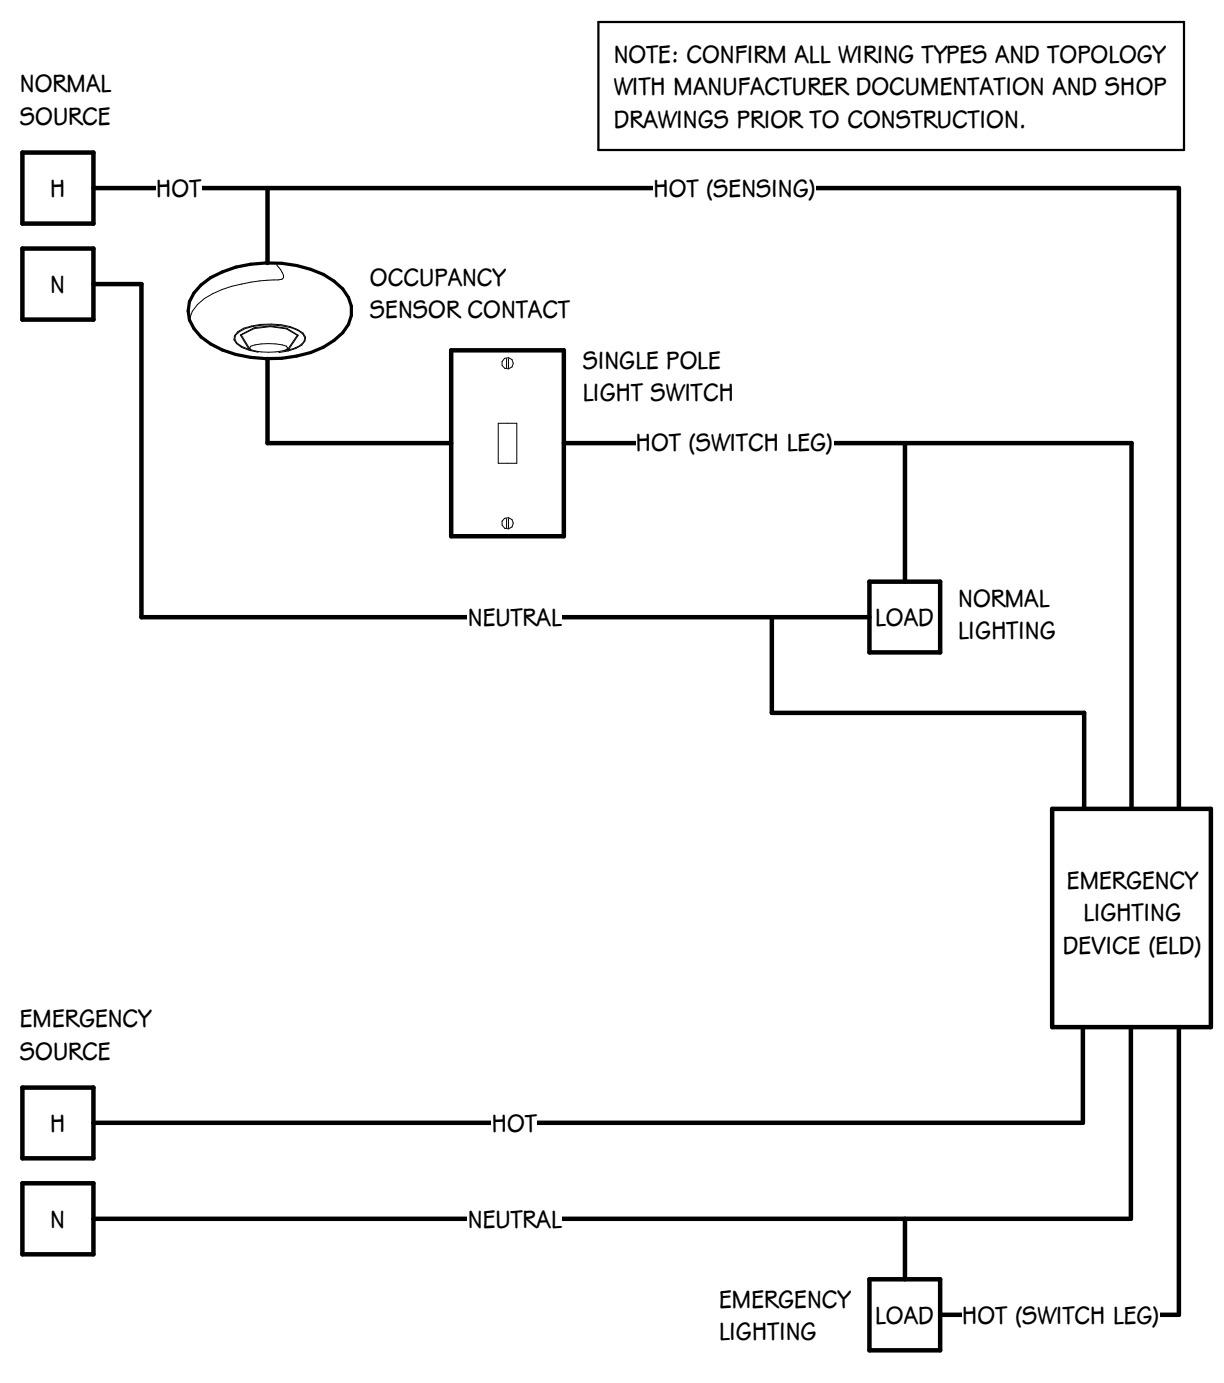 NOTE: CONFIRM ALL WIRING TYPES AND TOPOLOGY
WITH MANUFACTURER DOCUMENTATION AND SHOP
DRAWINGS PRIOR TO CONSTRUCTION.
NORMAL
SOURCE
H
HOT
HOT (SENSING)
N
OCCUPANCY
SENSOR CONTACT
SINGLE POLE
LIGHT SWITCH
HOT (SWITCH LEG)
NEUTRAL
LOAD
NORMAL
LIGHTING
EMERGENCY
LIGHTING
DEVICE (ELD)
EMERGENCY
SOURCE
H
HOT
N
NEUTRAL
EMERGENCY
LIGHTING
LOAD
HOT (SWITCH LEG)